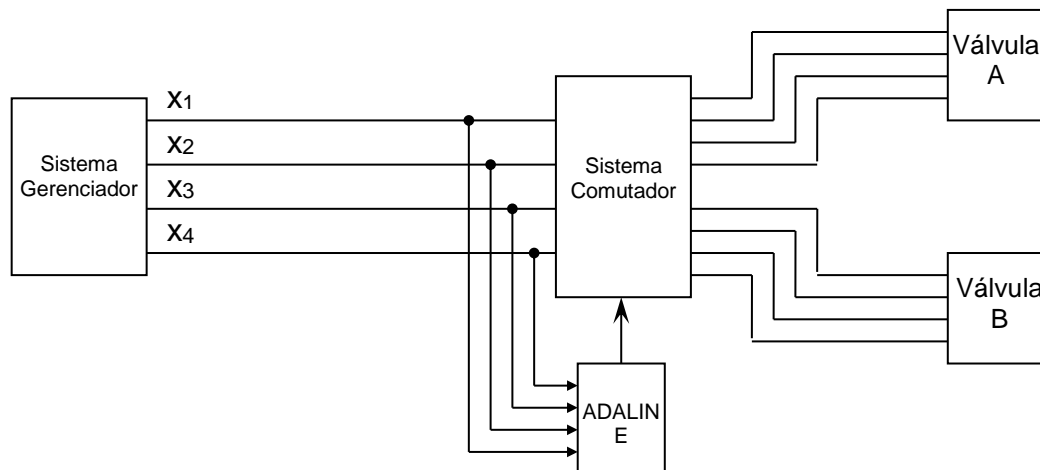 Válvula
A
x1
x2
x3
x4
Sistema
Gerenciador
Sistema
Comutador
Válvula
B
ADALIN
E